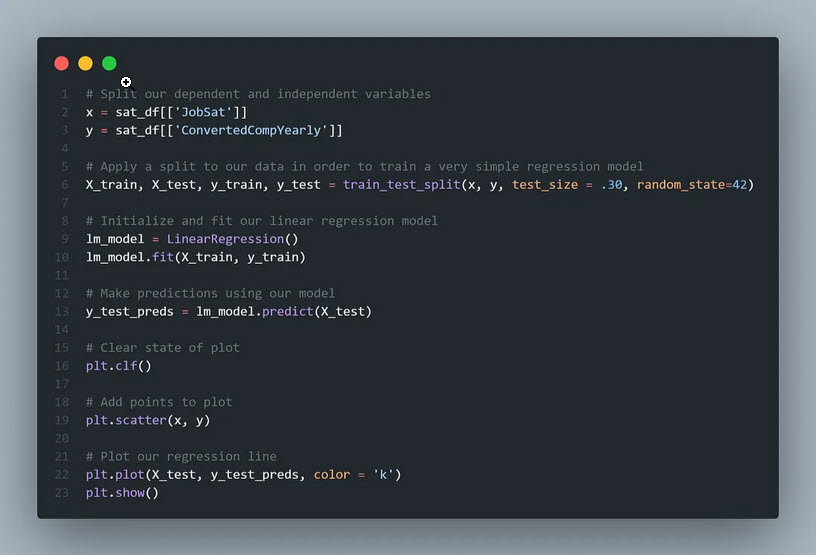 1 # Split our dependent and independent variables
2 x = sat_df[['JobSat']]
3 y = sat_df[['ConvertedCompYearly']]
4
5 # Apply a split to our data in order to train a very simple regression model
6 X_train, X_test, y_train, y_test = train_test_split(x, y, test_size = .30, random_state=42)
7
8 # Initialize and fit our linear regression model
9 lm_model = LinearRegression()
10 lm_model.fit(X_train, y_train)
11
12 # Make predictions using our model
13 y_test_preds = lm_model.predict(X_test)
14
15 # Clear state of plot
16 plt.clf()
17
18 # Add points to plot
19 plt.scatter(x, y)
20
21 # Plot our regression line
22 plt.plot(X_test, y_test_preds, color = 'k')
23 plt.show()